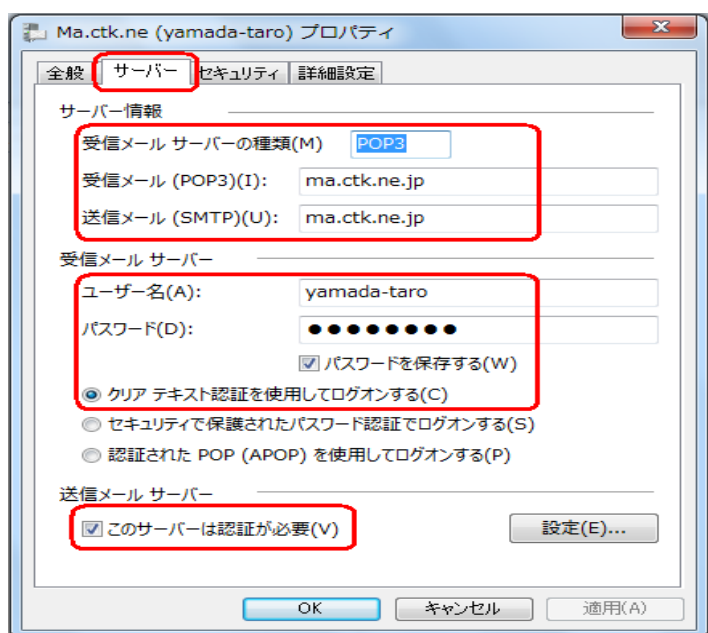 Ma.ctk.ne (yamada-taro) プロパティ
全般 サーバー セキュリティ 詳細設定
サーバー情報
受信メール サーバーの種類(M) POP3
受信メール (POP3)(I): ma.ctk.ne.jp
送信メール (SMTP)(U): ma.ctk.ne.jp
受信メール サーバー
ユーザー名(A): yamada-taro
パスワード(D): ●●●●●●●●
パスワードを保存する(W)
クリア テキスト認証を使用してログオンする(C)
セキュリティで保護されたパスワード認証でログオンする(S)
認証された POP (APOP) を使用してログオンする(P)
送信メール サーバー
このサーバーは認証が必要(V) 設定(E)...
OK キャンセル 適用(A)